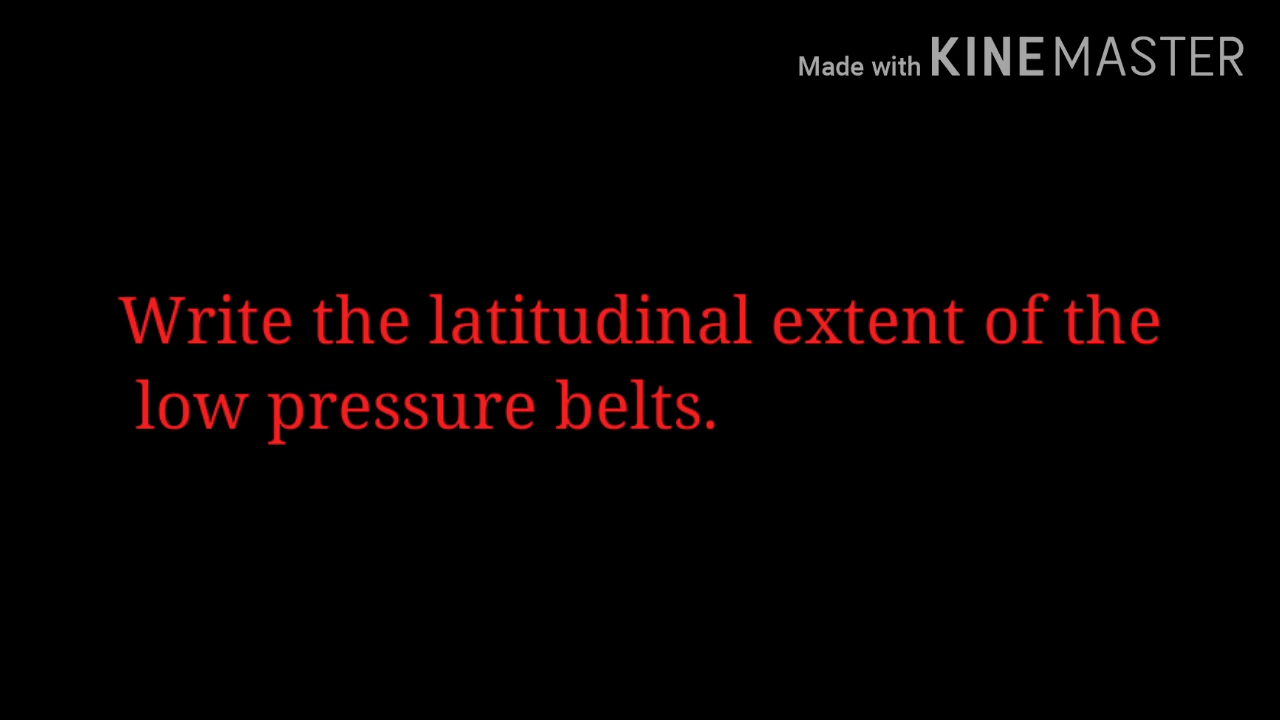 Made with KINEMASTER
Write the latitudinal extent of the
low pressure belts.